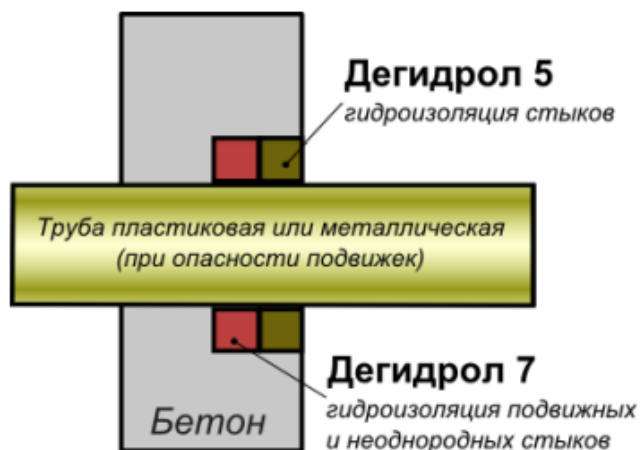 Дегидрол 5
гидроизоляция стыков
Труба пластиковая или металлическая
(при опасности подвижек)
Дегидрол 7
гидроизоляция подвижных
и неоднородных стыков
Бетон